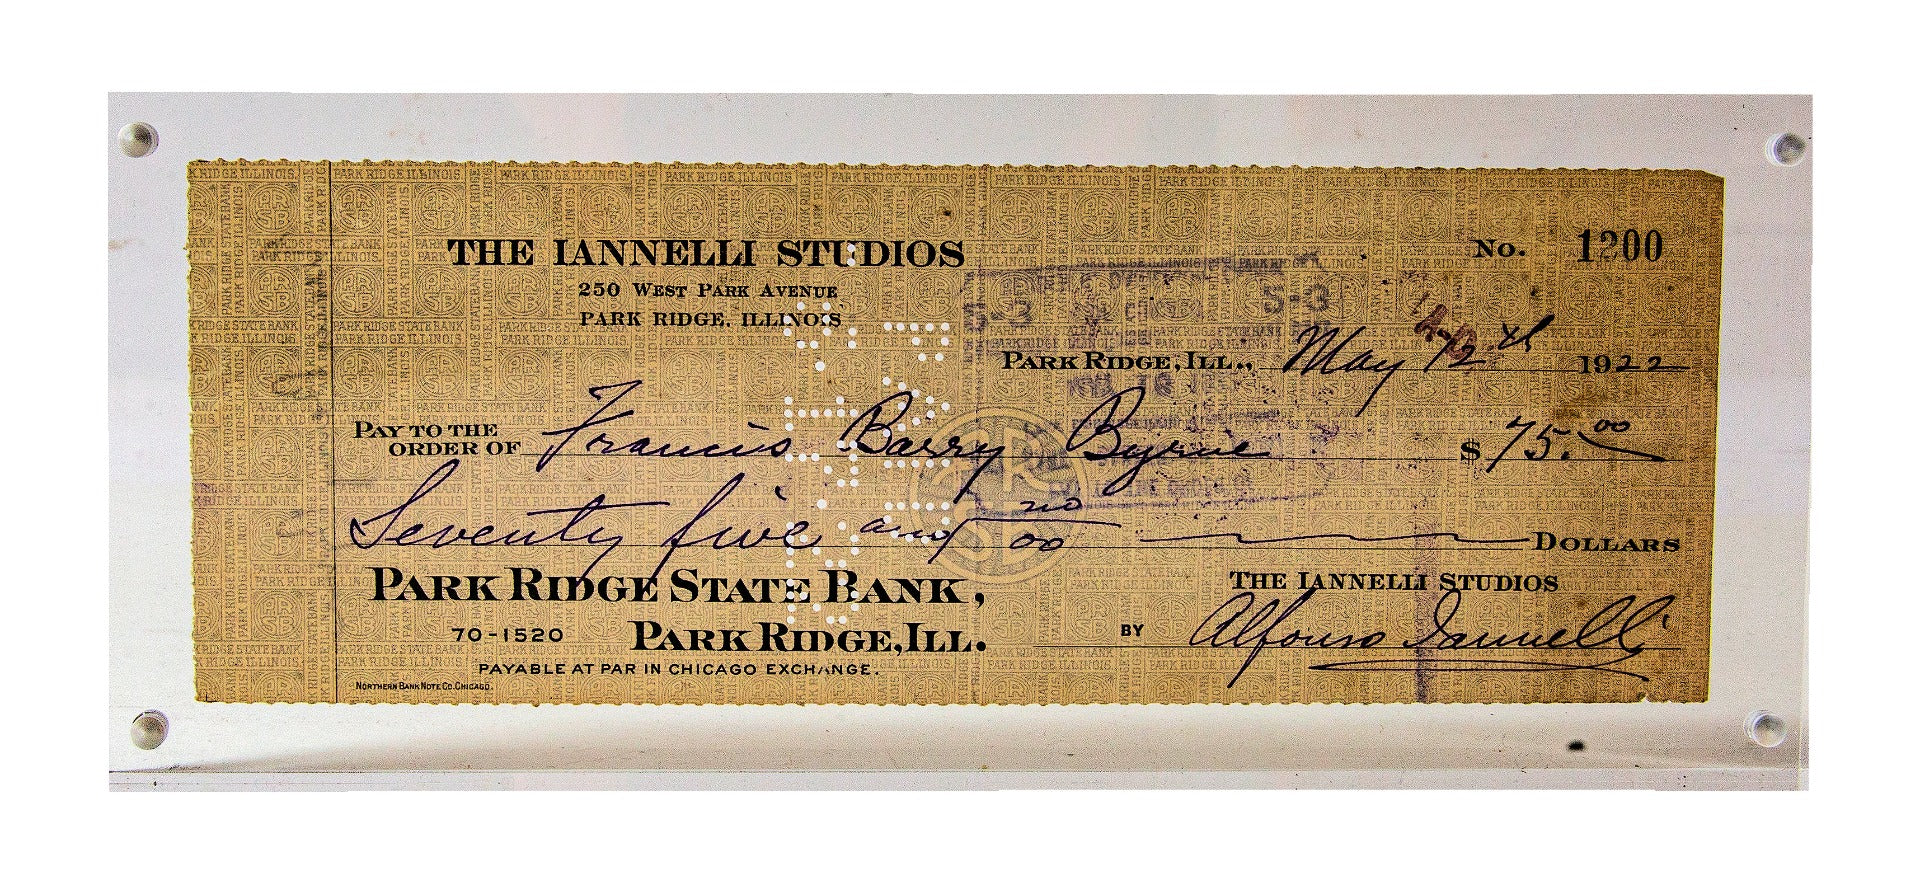 THE IANNELLI STUDIOS
250 WEST PARK AVENUE
PARK RIDGE, ILLINOIS
No. 1200
PARK RIDGE, ILL., May 12th 1922
PAY TO THE ORDER OF Francis Barry Byrne $75.00
Seventy five and no/00 DOLLARS
PARK RIDGE STATE BANK,
PARK RIDGE, ILL.
70-1520
PAYABLE AT PAR IN CHICAGO EXCHANGE.
NORTHERN BANK NOTE CO. CHICAGO.
THE IANNELLI STUDIOS
BY Alfonso Iannelli